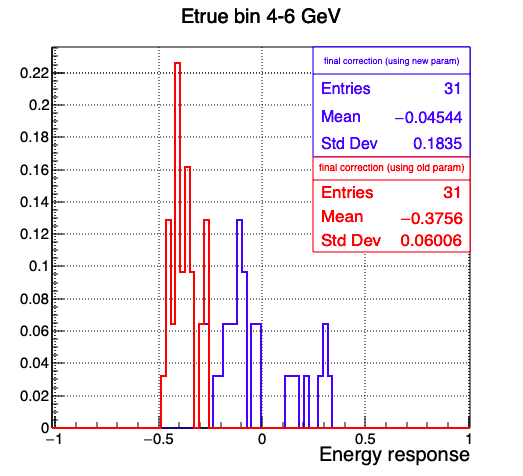 Etrue bin 4-6 GeV
final correction (using new param)
Entries 31
Mean −0.04544
Std Dev 0.1835
final correction (using old param)
Entries 31
Mean −0.3756
Std Dev 0.06006
0.22
0.2
0.18
0.16
0.14
0.12
0.1
0.08
0.06
0.04
0.02
0
−1 −0.5 0 0.5 1
Energy response